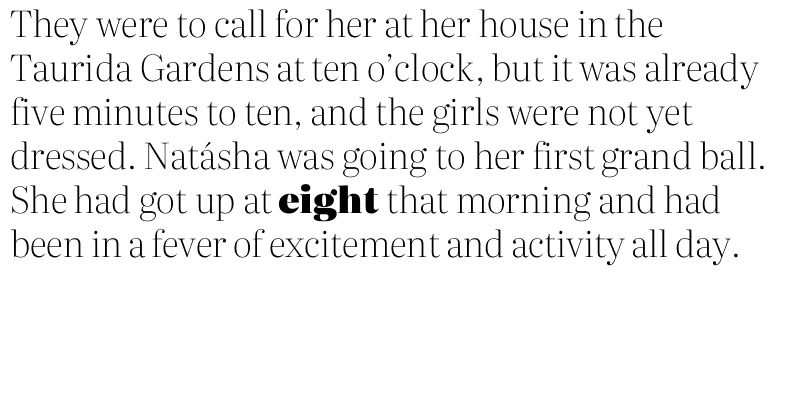 They were to call for her at her house in the
Taurida Gardens at ten o’clock, but it was already
five minutes to ten, and the girls were not yet
dressed. Natásha was going to her first grand ball.
She had got up at eight that morning and had
been in a fever of excitement and activity all day.